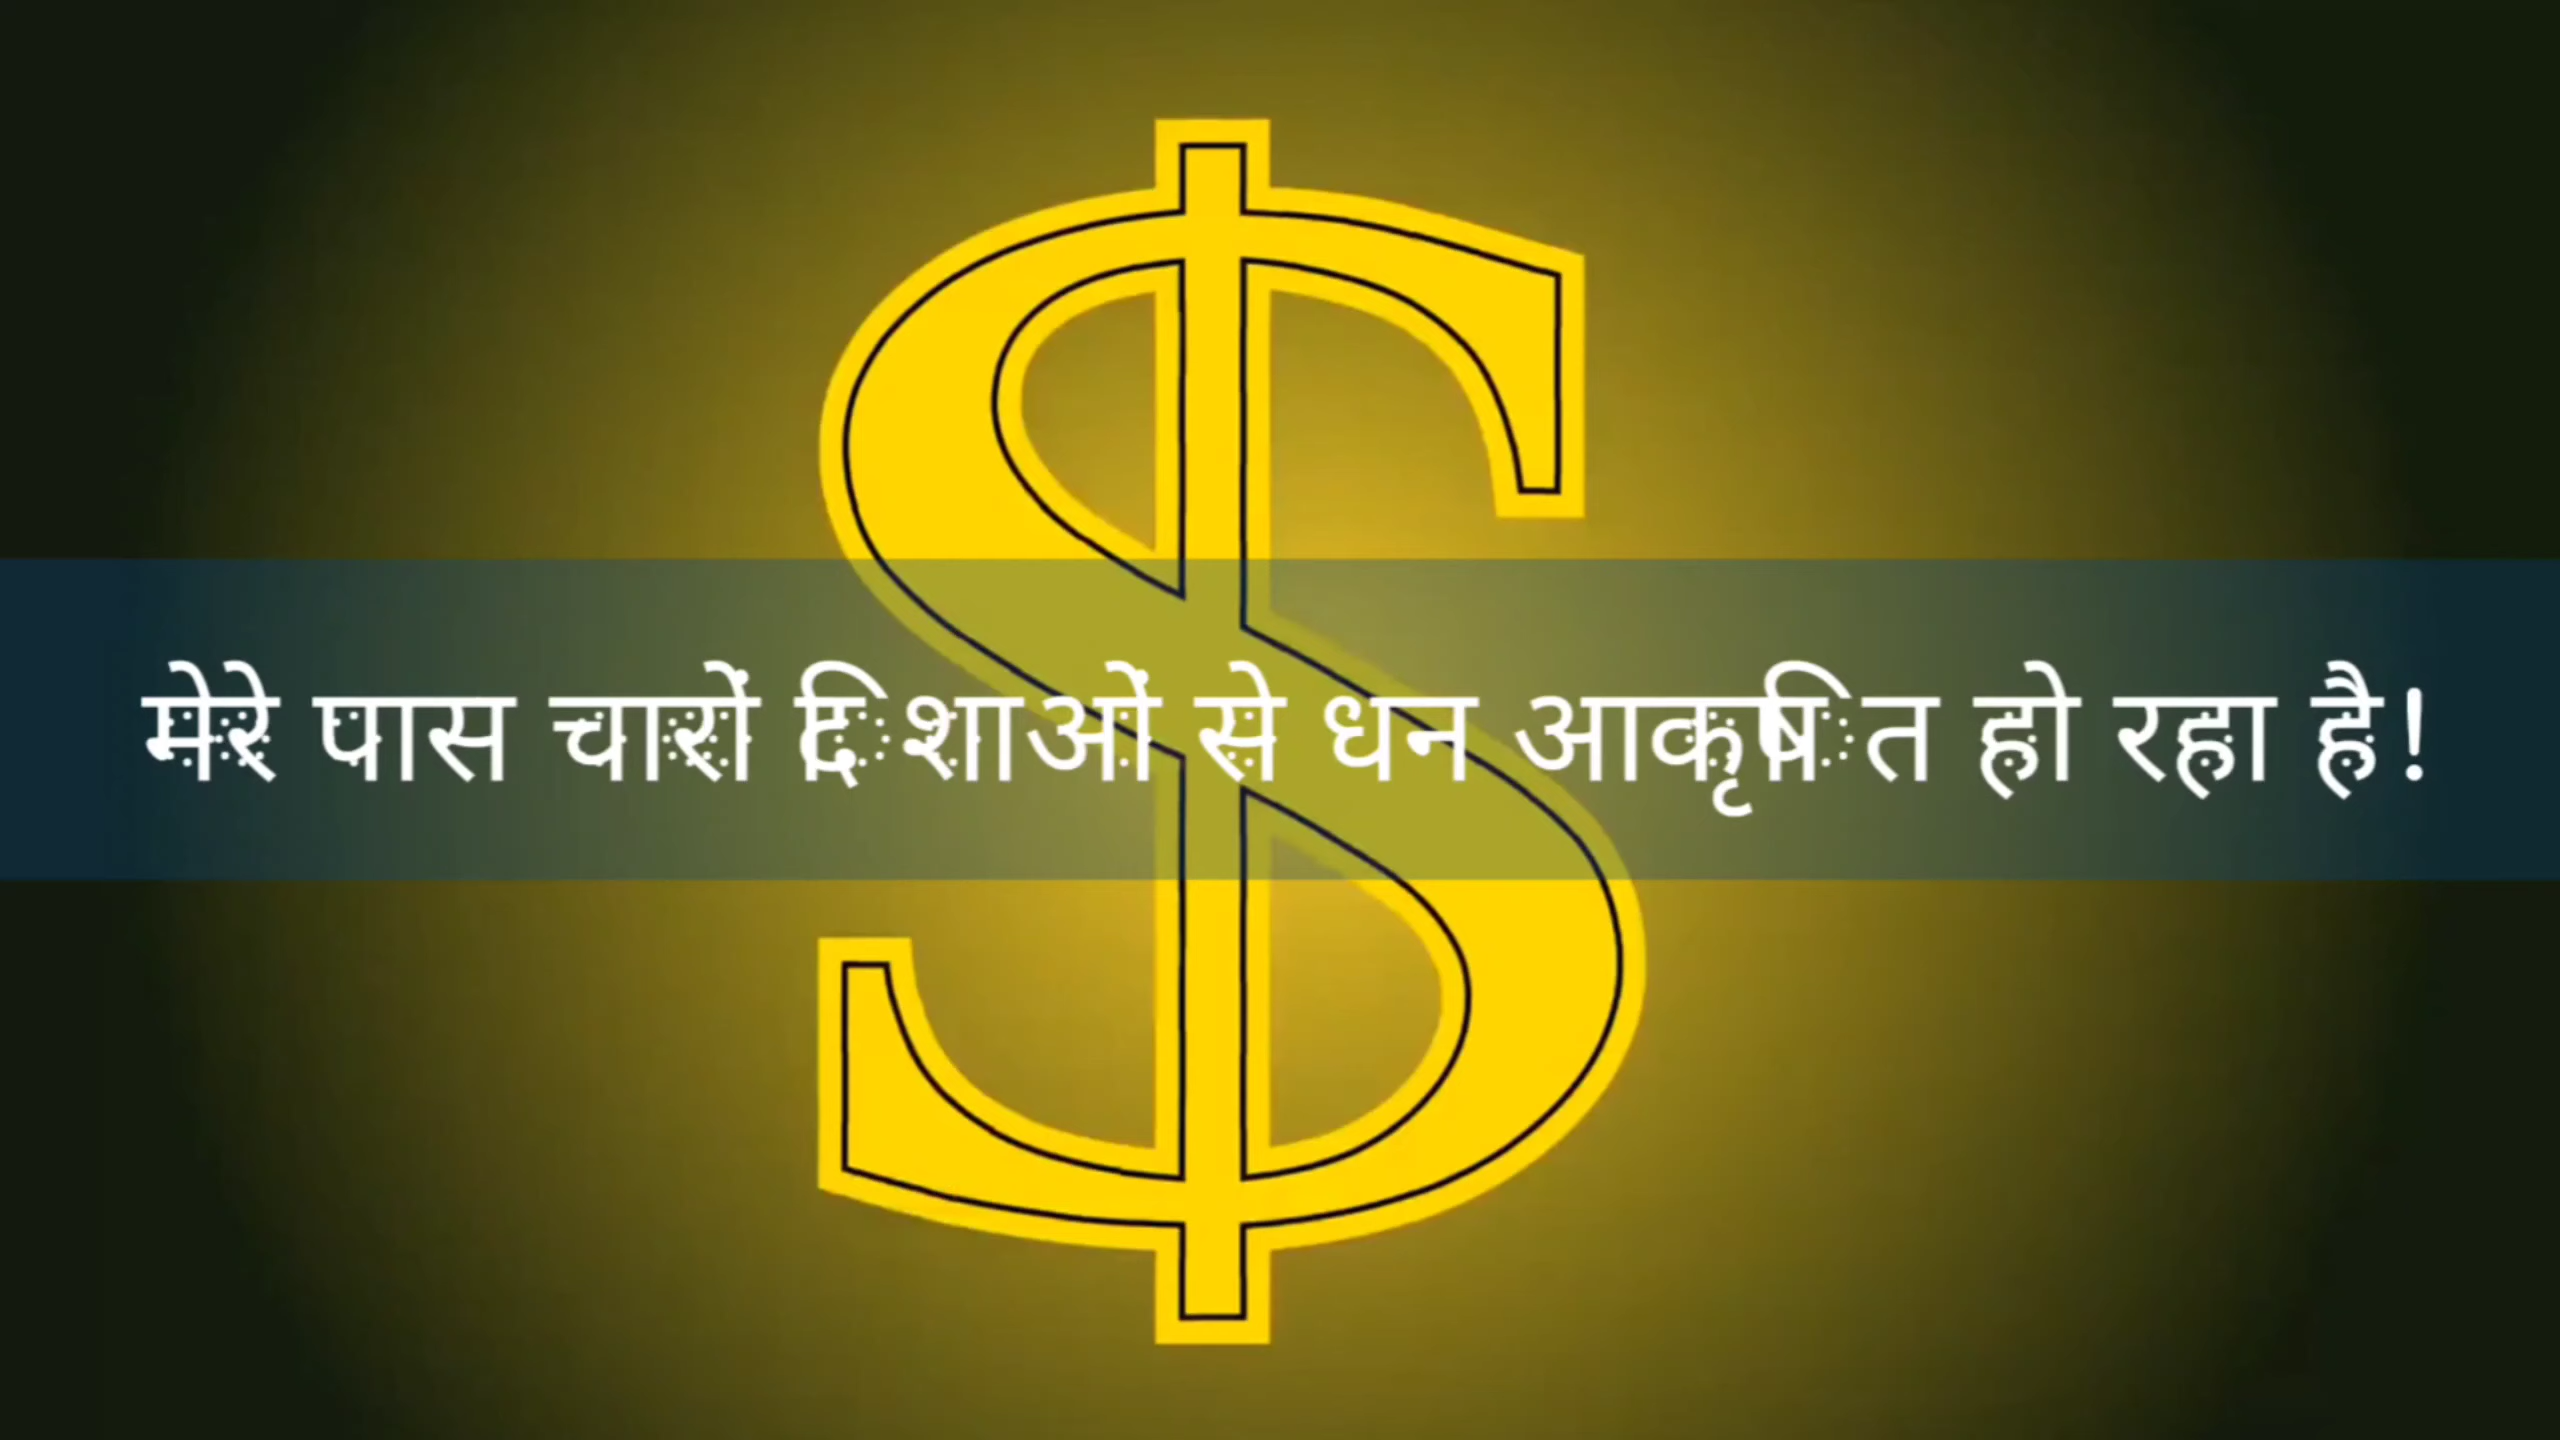 मेरे पास चारों दिशाओं से धन आकृषित हो रहा है!